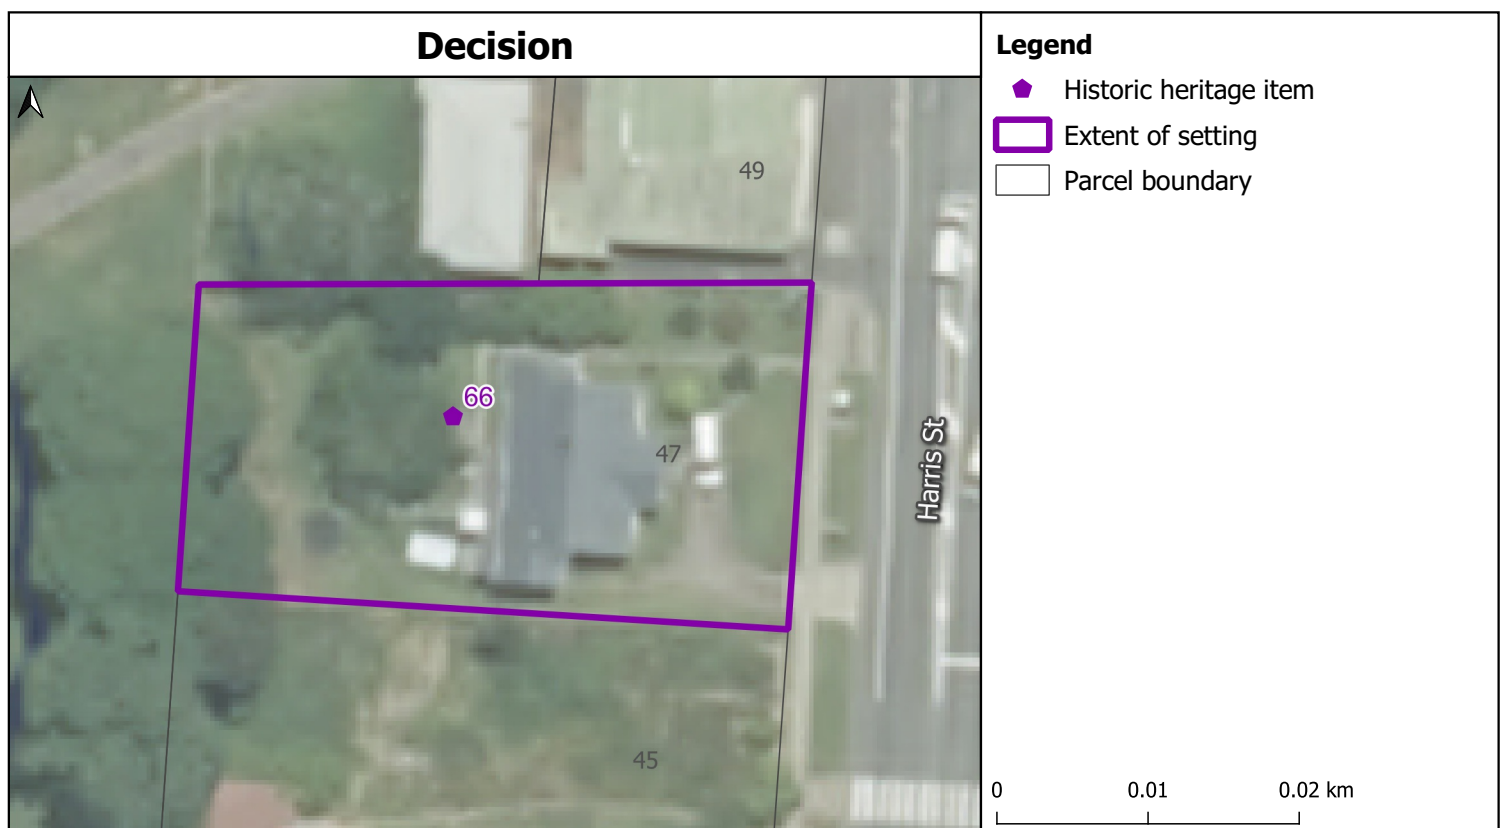 Decision
49
66
47
Harris St
45
Legend
Historic heritage item
Extent of setting
Parcel boundary
0 0.01 0.02 km